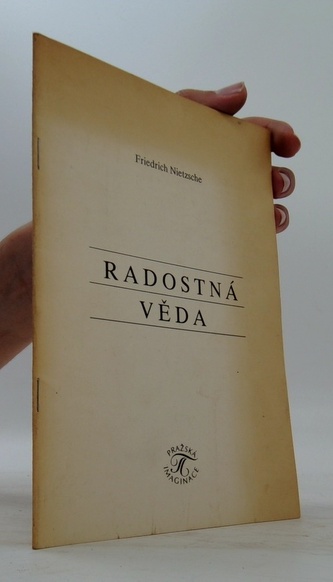 Friedrich Nietzsche
RADOSTNÁ
VĚDA
PRAŽSKÁ
IMAGINACE